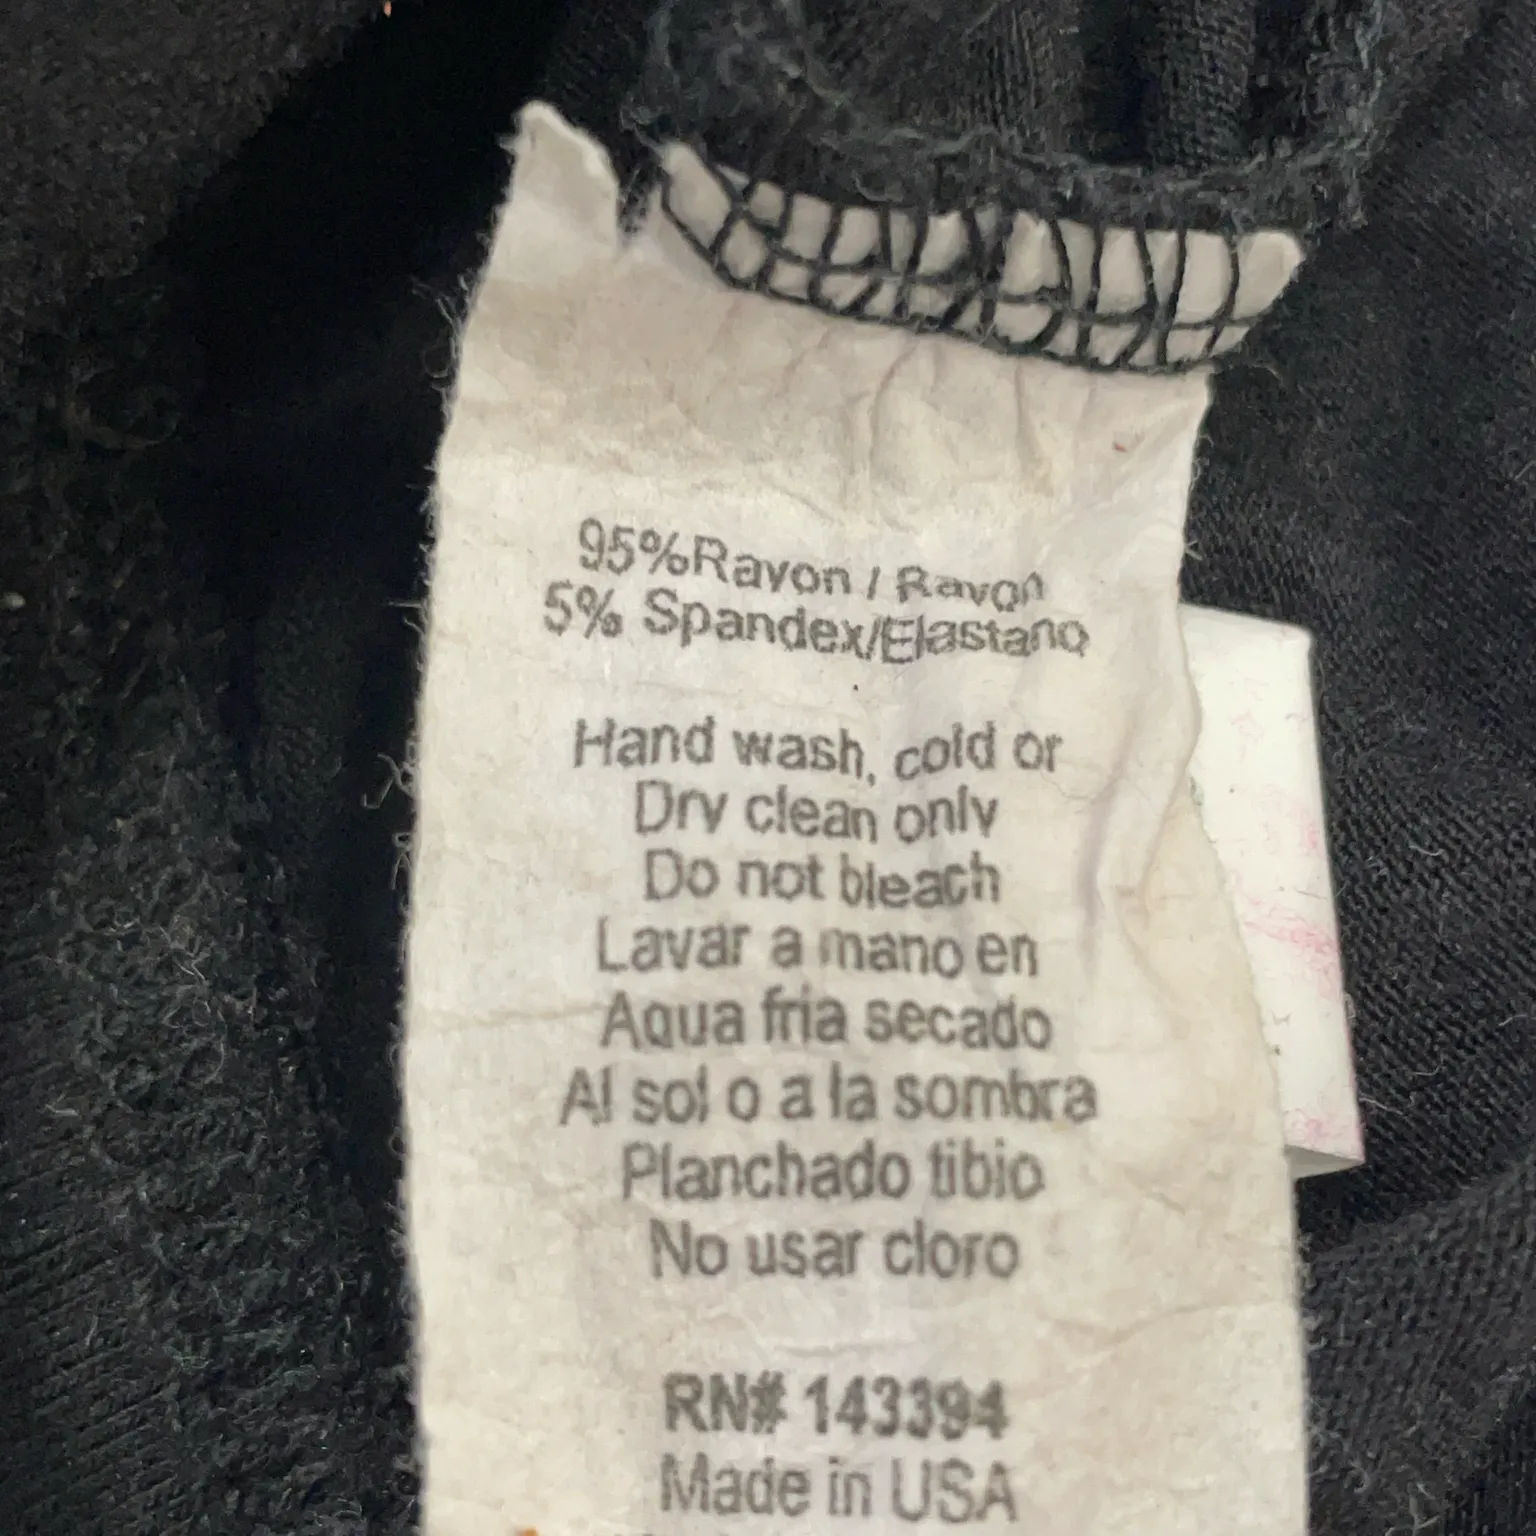 95%Rayon / Rayon
5% Spandex/Elastano
Hand wash, cold or
Dry clean only
Do not bleach
Lavar a mano en
Agua fria secado
Al sol o a la sombra
Planchado tibio
No usar cloro
RN# 143394
Made in USA